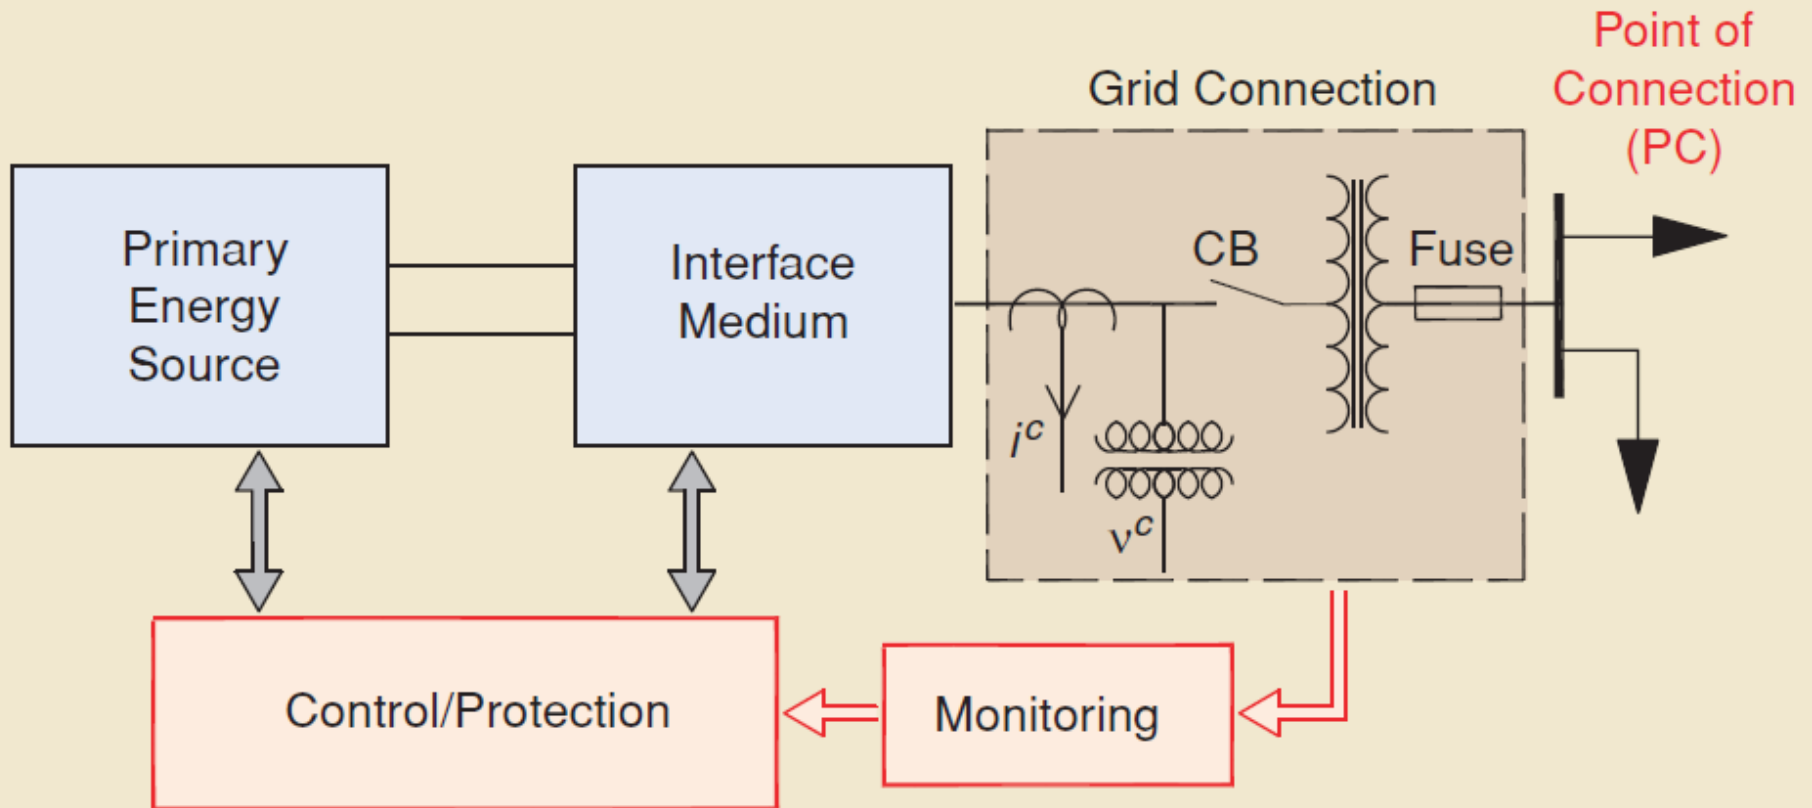 Point of
Connection
(PC)
Grid Connection
Primary
Energy
Source
Interface
Medium
CB
Fuse
i^c
v^c
Control/Protection
Monitoring